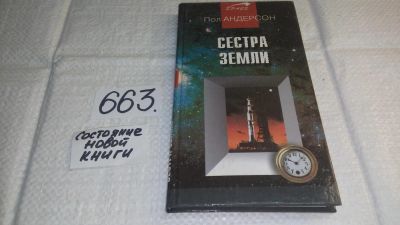 Пол АНДЕРСОН
СЕСТРА
ЗЕМЛИ
663.
состояние
новой
книги